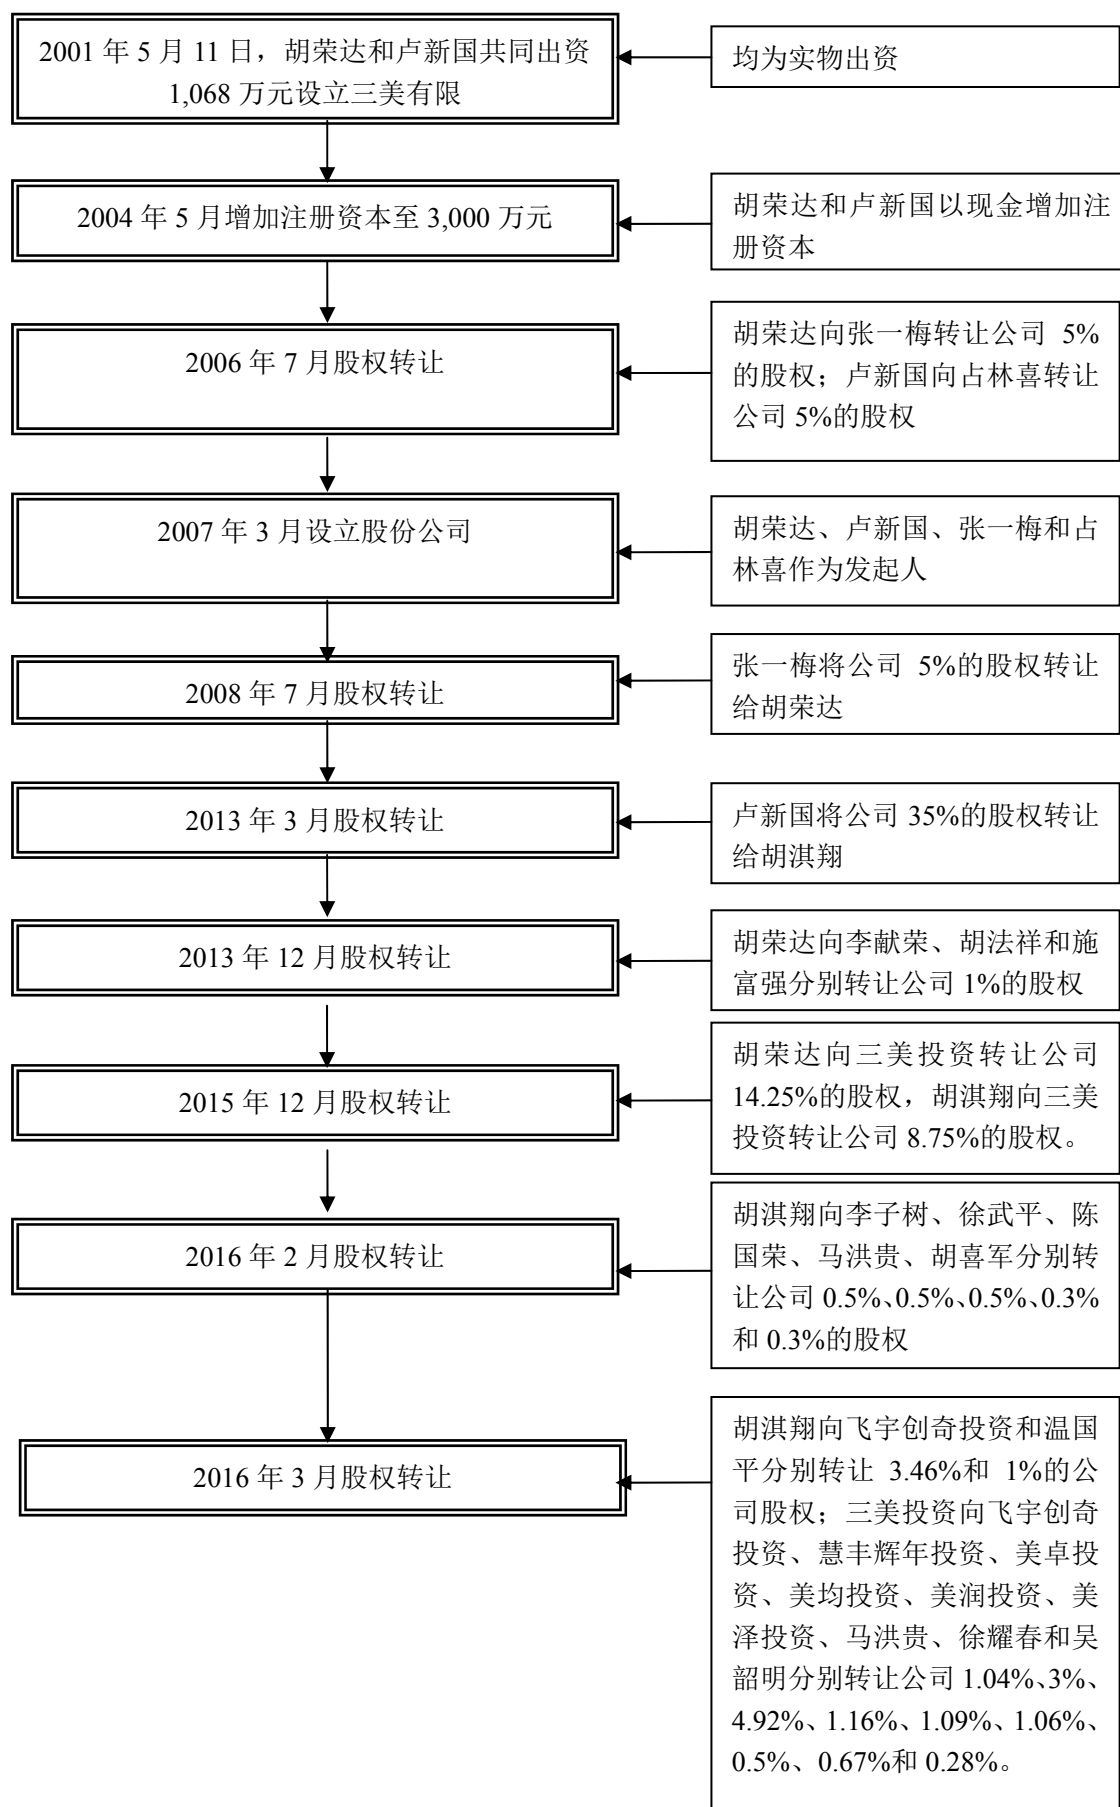 2001 年 5 月 11 日，胡荣达和卢新国共同出资
1,068 万元设立三美有限
均为实物出资
2004 年 5 月增加注册资本至 3,000 万元
胡荣达和卢新国以现金增加注
册资本
2006 年 7 月股权转让
胡荣达向张一梅转让公司 5%
的股权；卢新国向占林喜转让
公司 5%的股权
2007 年 3 月设立股份公司
胡荣达、卢新国、张一梅和占
林喜作为发起人
2008 年 7 月股权转让
张一梅将公司 5%的股权转让
给胡荣达
2013 年 3 月股权转让
卢新国将公司 35%的股权转让
给胡淇翔
2013 年 12 月股权转让
胡荣达向李献荣、胡法祥和施
富强分别转让公司 1%的股权
2015 年 12 月股权转让
胡荣达向三美投资转让公司
14.25%的股权，胡淇翔向三美
投资转让公司 8.75%的股权。
2016 年 2 月股权转让
胡淇翔向李子树、徐武平、陈
国荣、马洪贵、胡喜军分别转
让公司 0.5%、0.5%、0.5%、0.3%
和 0.3%的股权
2016 年 3 月股权转让
胡淇翔向飞宇创奇投资和温国
平分别转让 3.46%和 1%的公
司股权；三美投资向飞宇创奇
投资、慧丰辉年投资、美卓投
资、美均投资、美润投资、美
泽投资、马洪贵、徐耀春和吴
韶明分别转让公司 1.04%、3%、
4.92%、1.16%、1.09%、1.06%、
0.5%、0.67%和 0.28%。